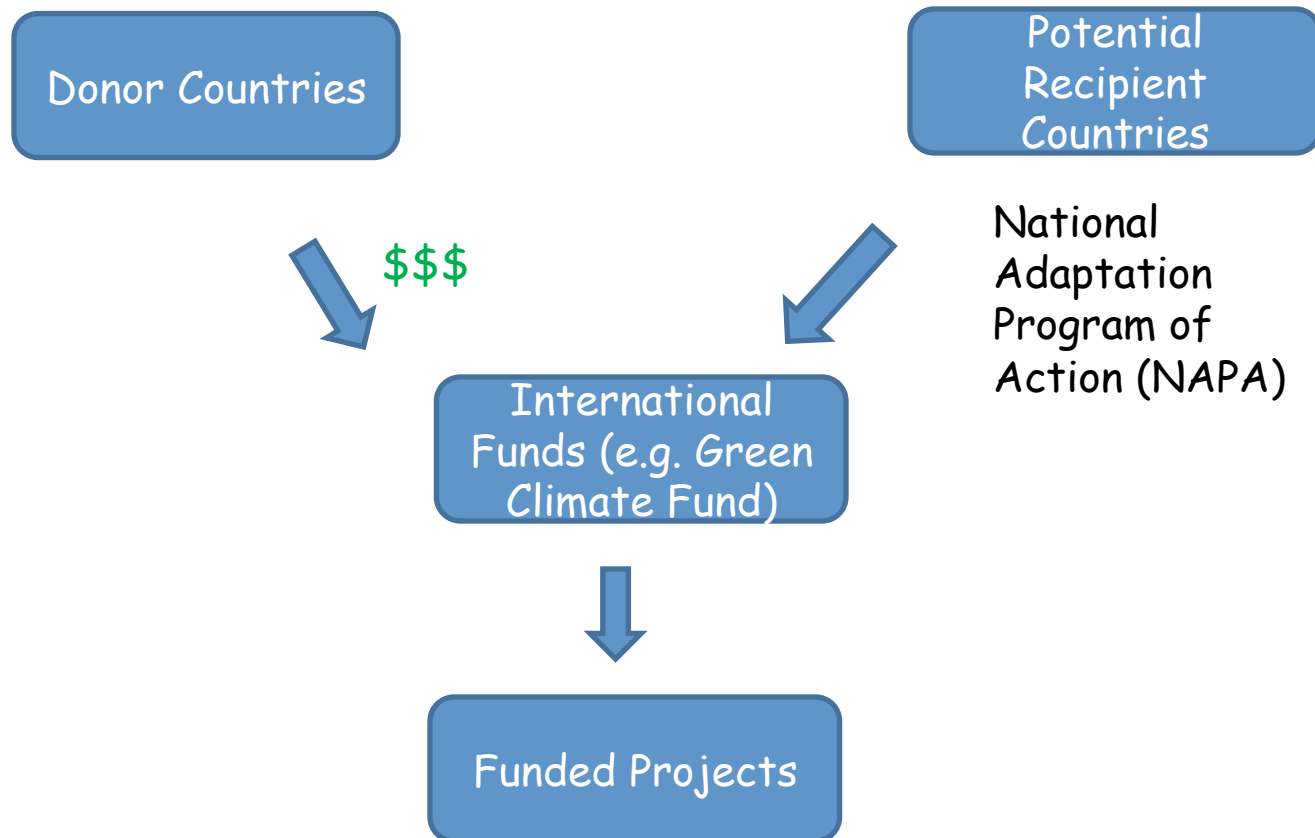 Donor Countries
Potential
Recipient
Countries
$$$
National
Adaptation
Program of
Action (NAPA)
International
Funds (e.g. Green
Climate Fund)
Funded Projects